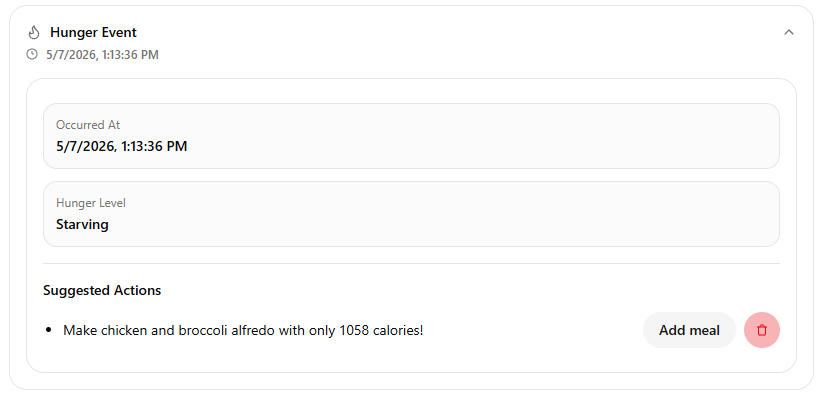 Hunger Event
5/7/2026, 1:13:36 PM
Occurred At
5/7/2026, 1:13:36 PM
Hunger Level
Starving
Suggested Actions
• Make chicken and broccoli alfredo with only 1058 calories!
Add meal